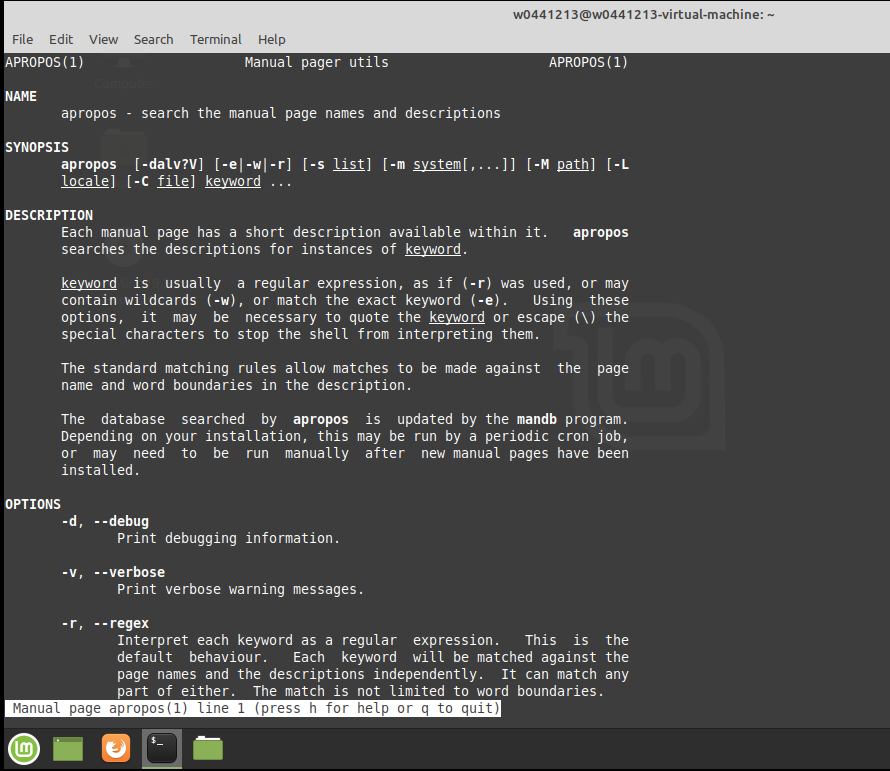 w0441213@w0441213-virtual-machine: ~
File Edit View Search Terminal Help
APROPOS(1) Manual pager utils APROPOS(1)
NAME
apropos - search the manual page names and descriptions
SYNOPSIS
apropos [-dalv?V] [-e|-w|-r] [-s list] [-m system[,...]] [-M path] [-L
locale] [-C file] keyword ...
DESCRIPTION
Each manual page has a short description available within it. apropos
searches the descriptions for instances of keyword.
keyword is usually a regular expression, as if (-r) was used, or may
contain wildcards (-w), or match the exact keyword (-e). Using these
options, it may be necessary to quote the keyword or escape (\) the
special characters to stop the shell from interpreting them.
The standard matching rules allow matches to be made against the page
name and word boundaries in the description.
The database searched by apropos is updated by the mandb program.
Depending on your installation, this may be run by a periodic cron job,
or may need to be run manually after new manual pages have been
installed.
OPTIONS
-d, --debug
Print debugging information.
-v, --verbose
Print verbose warning messages.
-r, --regex
Interpret each keyword as a regular expression. This is the
default behaviour. Each keyword will be matched against the
page names and the descriptions independently. It can match any
part of either. The match is not limited to word boundaries.
Manual page apropos(1) line 1 (press h for help or q to quit)
$_